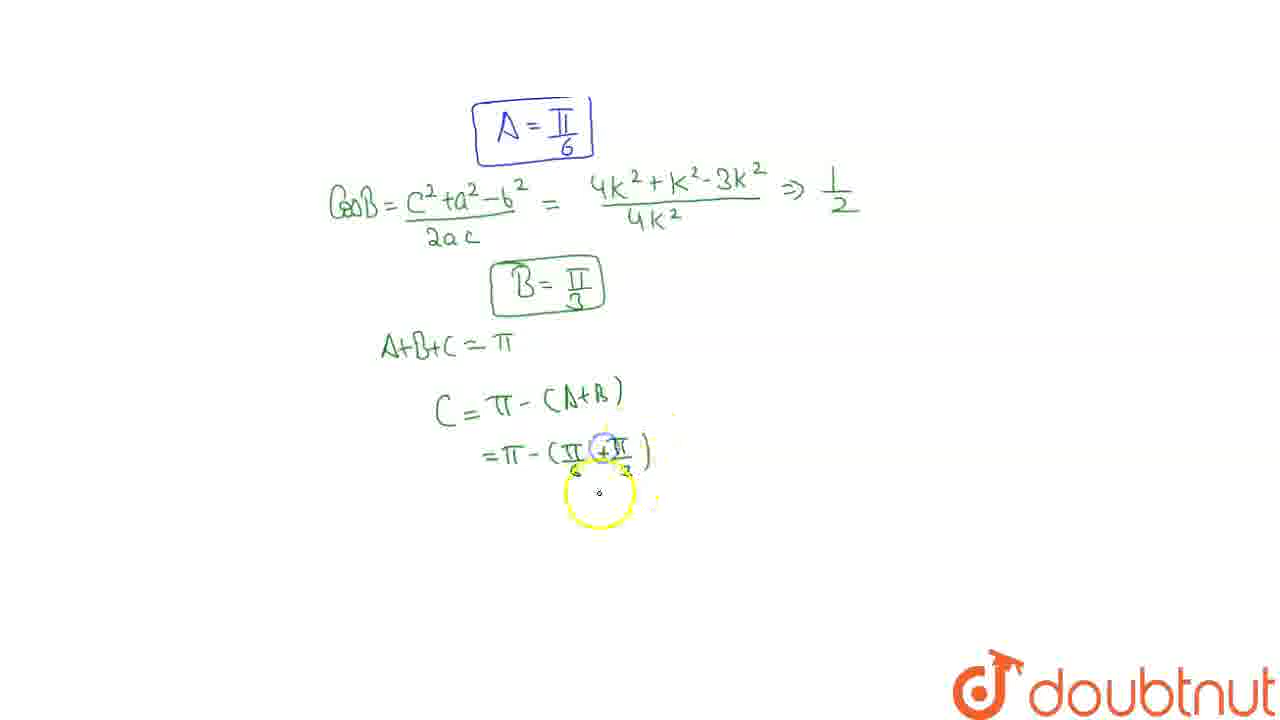 A = π/6
CosB = c²+a²-b²/2ac = 4k²+k²-3k²/4k² ⇒ 1/2
B = π/3
A+B+C = π
C = π - (A+B)
= π - (π/6 + π/3)
doubtnut